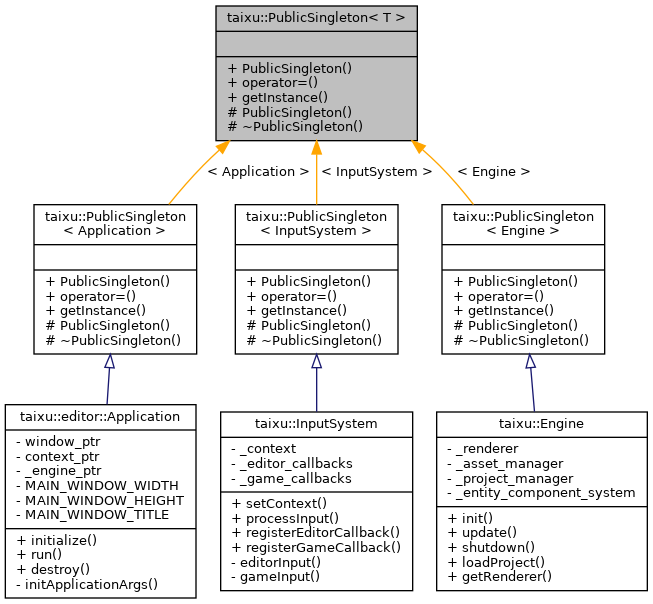 taixu::PublicSingleton< T >
+ PublicSingleton()
+ operator=()
+ getInstance()
# PublicSingleton()
# ~PublicSingleton()
< Application >
< InputSystem >
< Engine >
taixu::PublicSingleton
< Application >
+ PublicSingleton()
+ operator=()
+ getInstance()
# PublicSingleton()
# ~PublicSingleton()
taixu::PublicSingleton
< InputSystem >
+ PublicSingleton()
+ operator=()
+ getInstance()
# PublicSingleton()
# ~PublicSingleton()
taixu::PublicSingleton
< Engine >
+ PublicSingleton()
+ operator=()
+ getInstance()
# PublicSingleton()
# ~PublicSingleton()
taixu::editor::Application
- window_ptr
- context_ptr
- _engine_ptr
- MAIN_WINDOW_WIDTH
- MAIN_WINDOW_HEIGHT
- MAIN_WINDOW_TITLE
+ initialize()
+ run()
+ destroy()
- initApplicationArgs()
taixu::InputSystem
- _context
- _editor_callbacks
- _game_callbacks
+ setContext()
+ processInput()
+ registerEditorCallback()
+ registerGameCallback()
- editorInput()
- gameInput()
taixu::Engine
- _renderer
- _asset_manager
- _project_manager
- _entity_component_system
+ init()
+ update()
+ shutdown()
+ loadProject()
+ getRenderer()